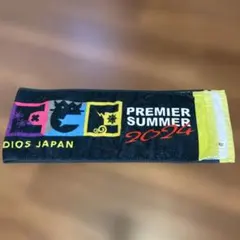 PREMIER
SUMMER
2024
DIOS JAPAN